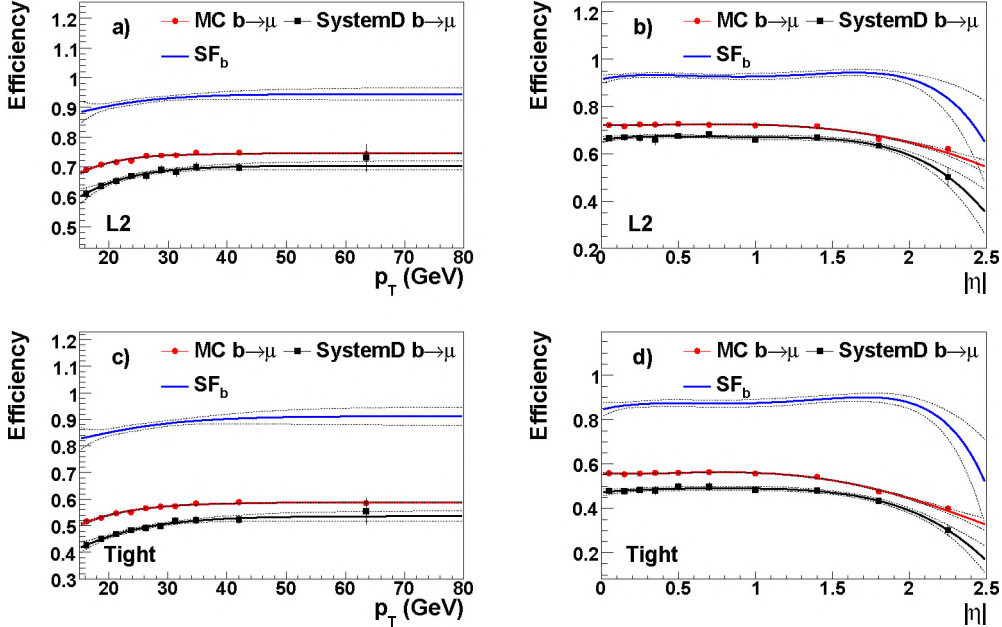 a)
MC b→μ SystemD b→μ
SF_b
Efficiency
1.2
1.1
1
0.9
0.8
0.7
0.6
0.5
L2
20 30 40 50 60 70 80
p_T (GeV)
b)
MC b→μ SystemD b→μ
SF_b
Efficiency
1.2
1
0.8
0.6
0.4
0.2
L2
0 0.5 1 1.5 2 2.5
|η|
c)
MC b→μ SystemD b→μ
SF_b
Efficiency
1.2
1.1
1
0.9
0.8
0.7
0.6
0.5
0.4
0.3
Tight
20 30 40 50 60 70 80
p_T (GeV)
d)
MC b→μ SystemD b→μ
SF_b
Efficiency
1
0.8
0.6
0.4
0.2
Tight
0 0.5 1 1.5 2 2.5
|η|